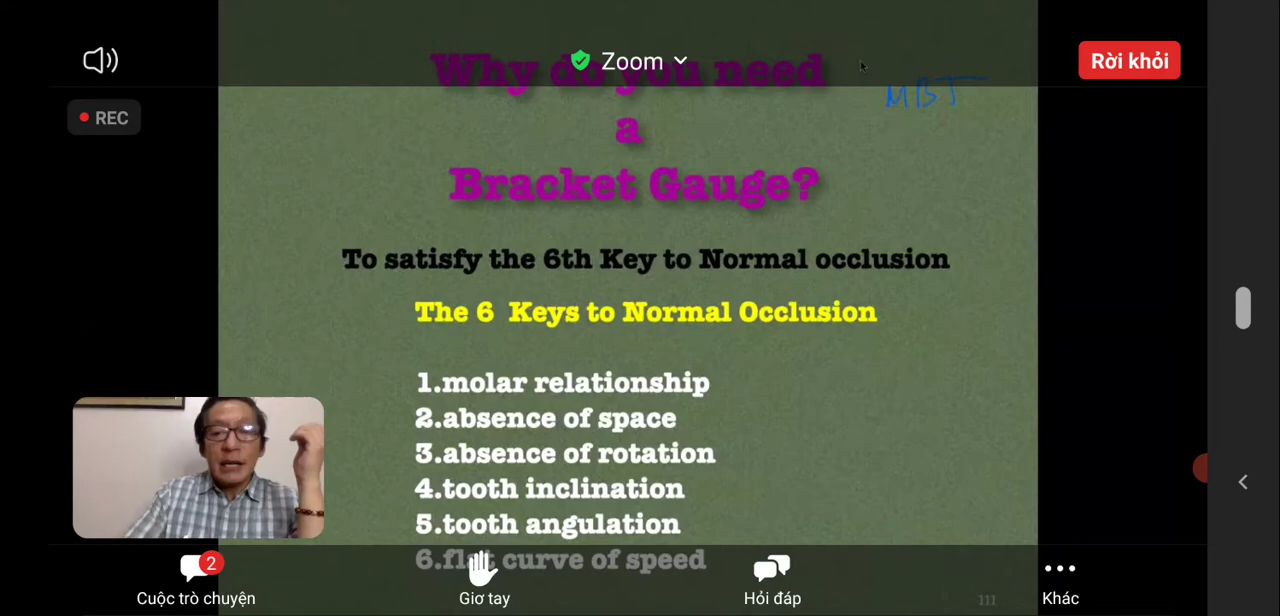 Zoom
Rời khỏi
REC
Why do you need
a
Bracket Gauge?
MBT
To satisfy the 6th Key to Normal occlusion
The 6 Keys to Normal Occlusion
1.molar relationship
2.absence of space
3.absence of rotation
4.tooth inclination
5.tooth angulation
6.flat curve of speed
2
Cuộc trò chuyện
Giơ tay
Hỏi đáp
Khác
111